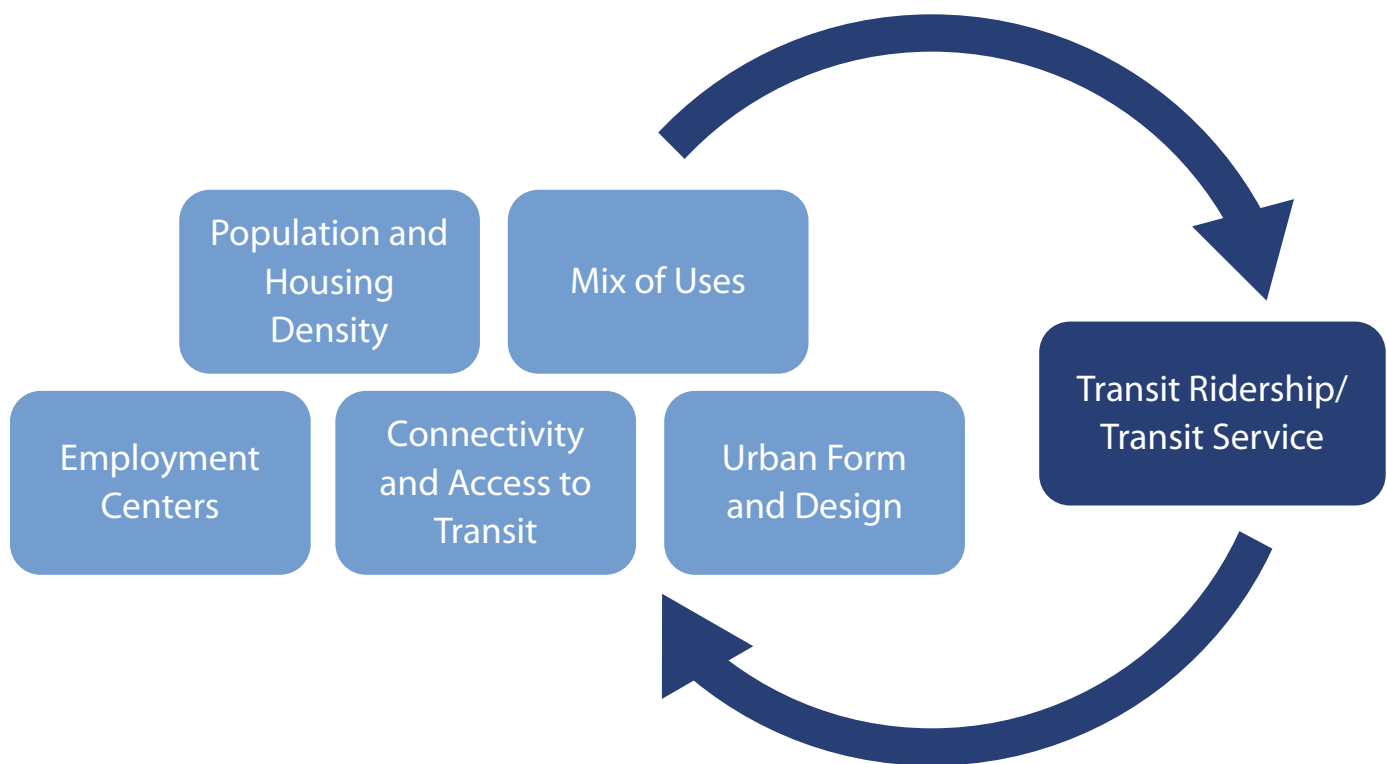 Population and
Housing
Density
Mix of Uses
Employment
Centers
Connectivity
and Access to
Transit
Urban Form
and Design
Transit Ridership/
Transit Service